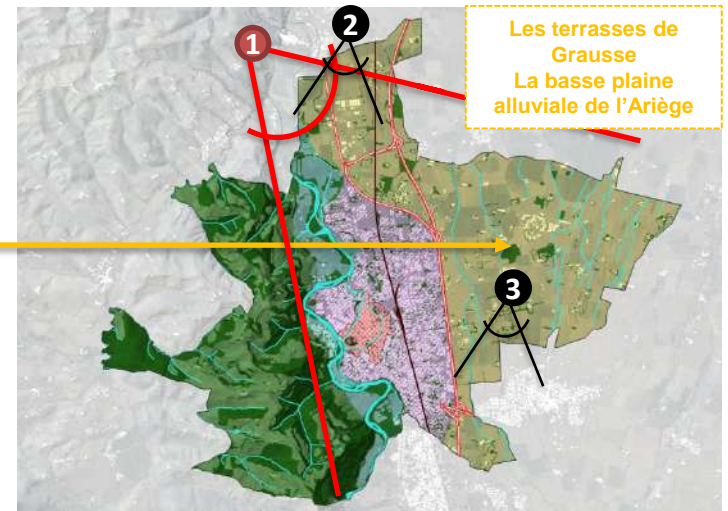 1
2
Les terrasses de
Grausse
La basse plaine
alluviale de l'Ariège
3